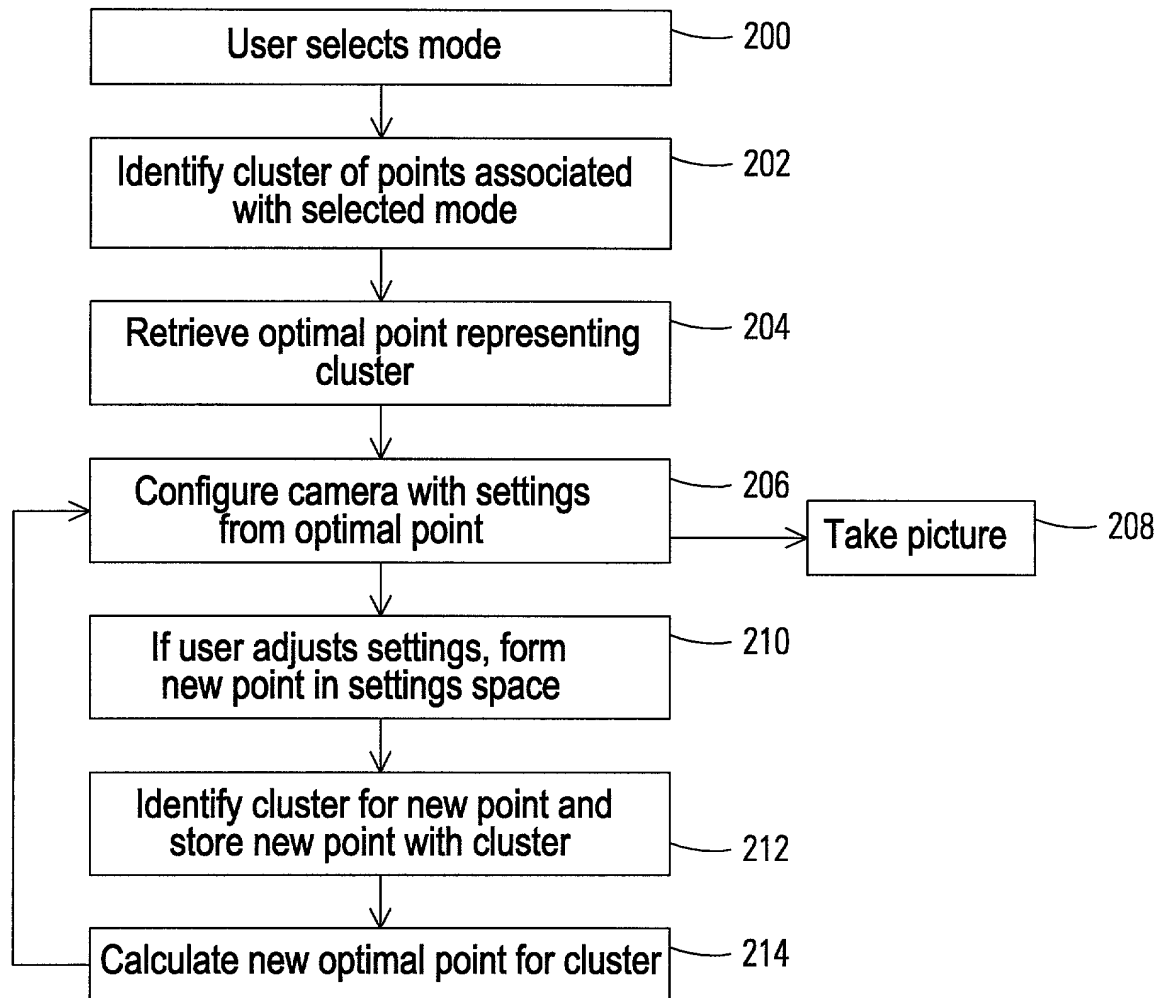 User selects mode
200
Identify cluster of points associated
with selected mode
202
Retrieve optimal point representing
cluster
204
Configure camera with settings
from optimal point
206
Take picture
208
If user adjusts settings, form
new point in settings space
210
Identify cluster for new point and
store new point with cluster
212
Calculate new optimal point for cluster
214